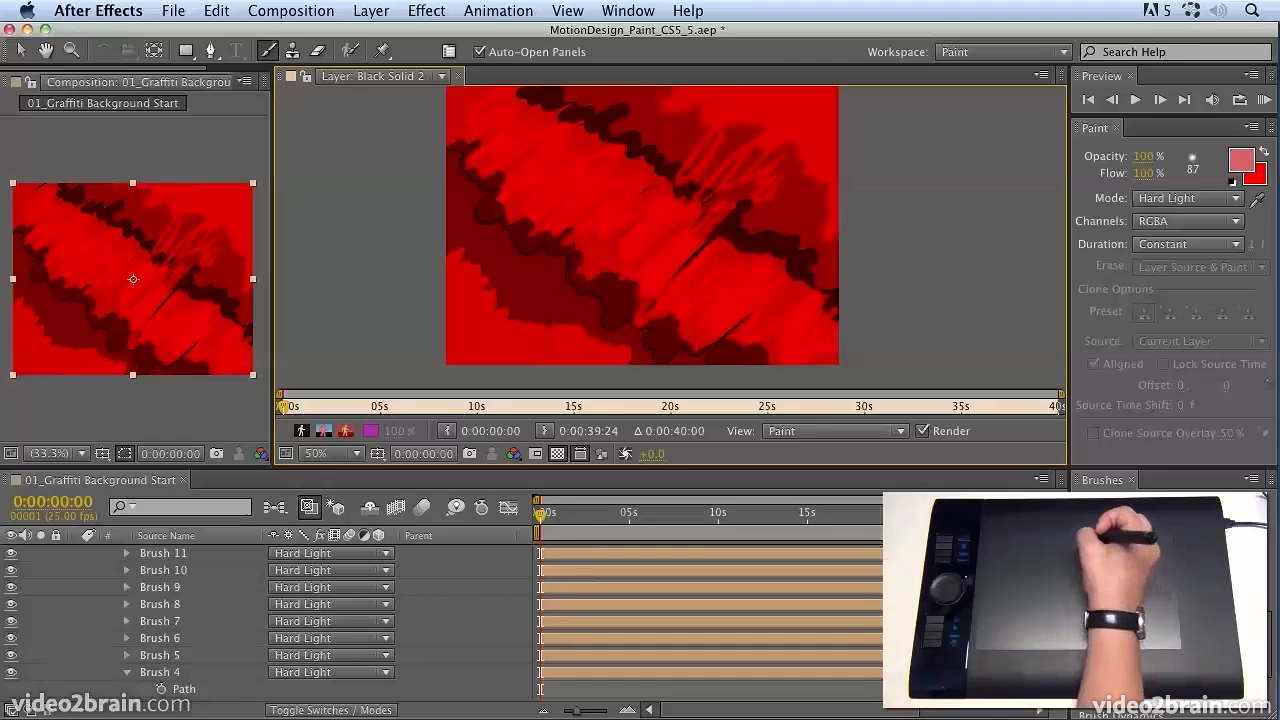 After Effects File Edit Composition Layer Effect Animation View Window Help 5
MotionDesign_Paint_CS5_5.aep *
Auto-Open Panels Workspace: Paint Search Help
Composition: 01_Graffiti Backgrou Layer: Black Solid 2 Preview
01_Graffiti Background Start
Paint
Opacity: 100 %
Flow: 100 % 87
Mode: Hard Light
Channels: RGBA
Duration: Constant
Erase: Layer Source & Paint
Clone Options
Preset:
Source: Current Layer
Aligned Lock Source Time
Offset: 0 , 0
Source Time Shift: 0 f
Clone Source Overlay: 50 %
0s 05s 10s 15s 20s 25s 30s 35s 40s
100 % 0:00:00:00 0:00:39:24 Δ 0:00:40:00 View: Paint Render
(33.3%) 0:00:00:00 50% 0:00:00:00 +0.0
01_Graffiti Background Start Brushes
0:00:00:00
00001 (25.00 fps)
00s 05s 10s 15s
# Source Name Parent
Brush 11 Hard Light
Brush 10 Hard Light
Brush 9 Hard Light
Brush 8 Hard Light
Brush 7 Hard Light
Brush 6 Hard Light
Brush 5 Hard Light
Brush 4 Hard Light
Path
video2brain.com Toggle Switches / Modes video2brain.com
Brush Dynamics